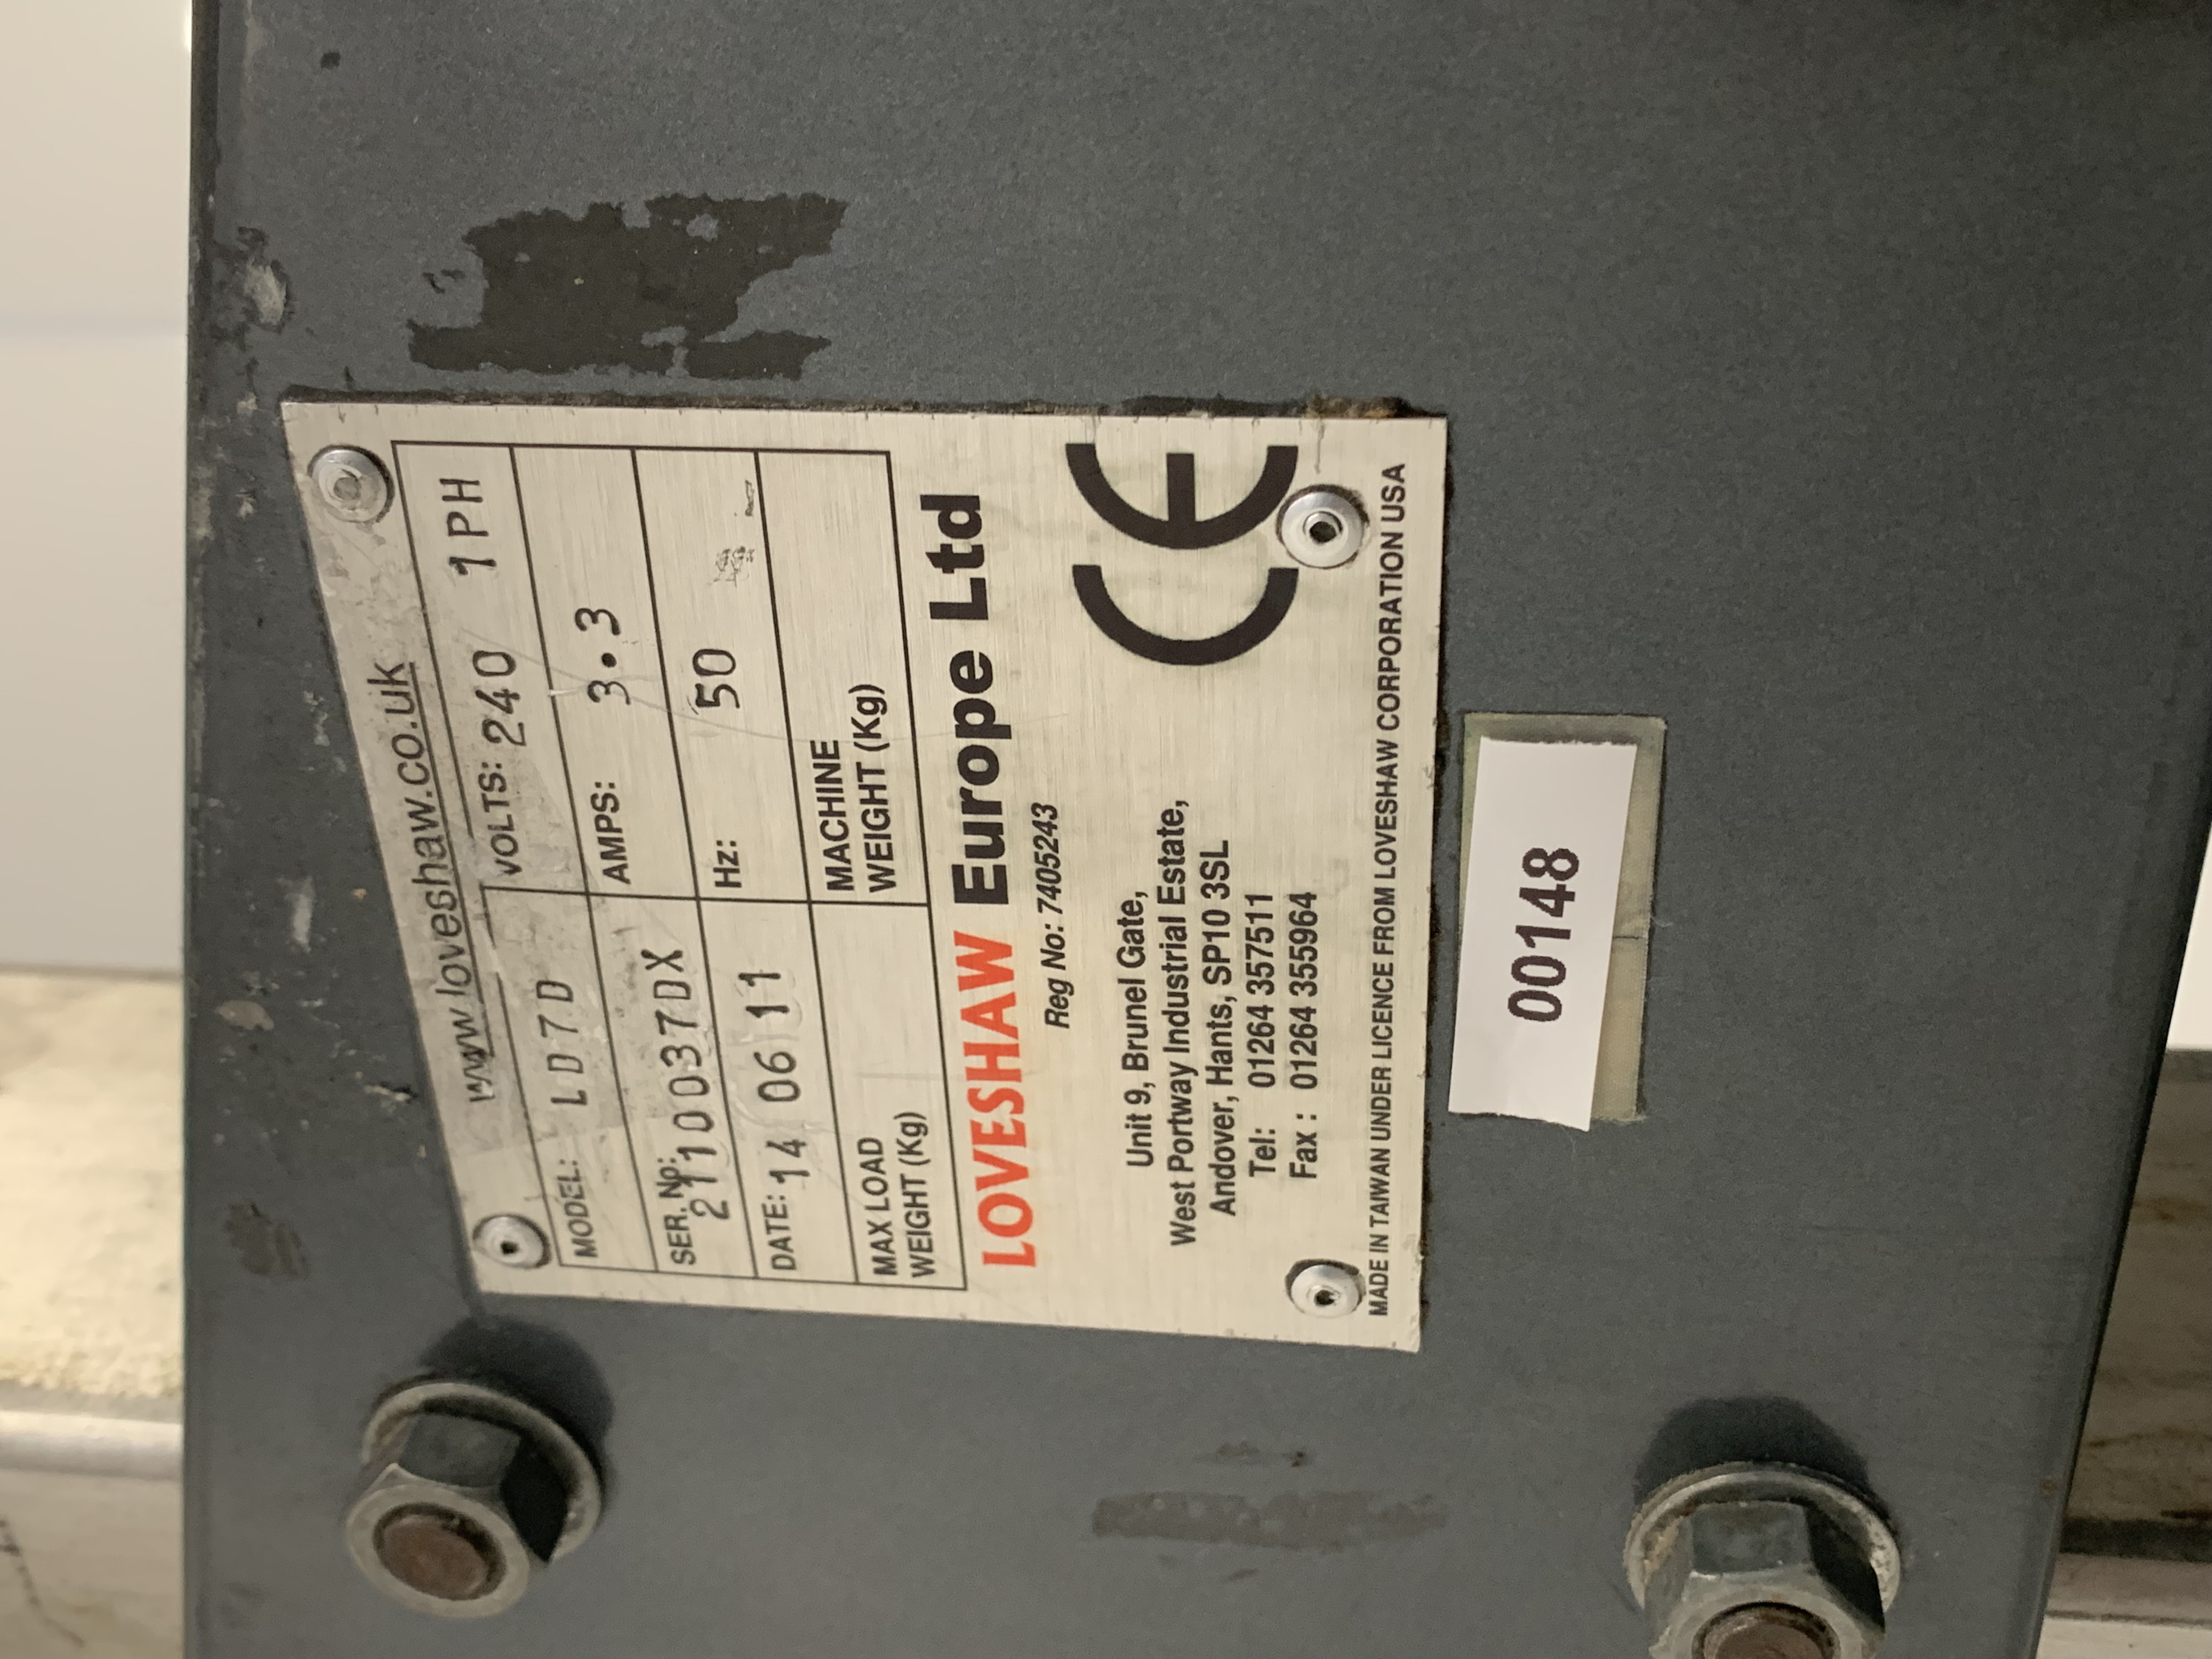 www.loveshaw.co.uk
MODEL: LD7D
VOLTS: 240 1PH
SER. No: 2110037DX
AMPS: 3.3
DATE: 14 06 11
Hz: 50
MAX LOAD
WEIGHT (Kg)
MACHINE
WEIGHT (Kg)
LOVESHAW Europe Ltd
Reg No: 7405243
Unit 9, Brunel Gate,
West Portway Industrial Estate,
Andover, Hants, SP10 3SL
Tel: 01264 357511
Fax : 01264 355964
CE
MADE IN TAIWAN UNDER LICENCE FROM LOVESHAW CORPORATION USA
00148